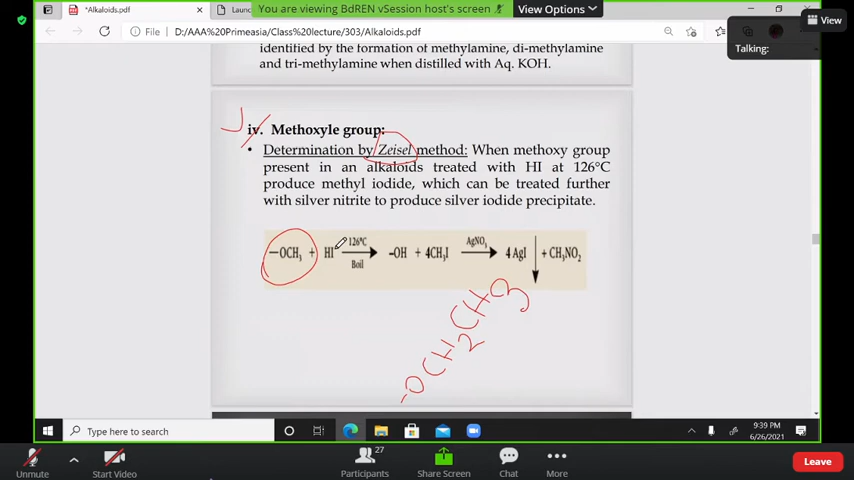 You are viewing BdREN vSession host's screen
View Options
*Alkaloids.pdf
Launc
View
File
D:/AAA%20Primeasia/Class%20lecture/303/Alkaloids.pdf
Talking:
identified by the formation of methylamine, di-methylamine
and tri-methylamine when distilled with Aq. KOH.
iv. Methoxyle group:
• Determination by Zeisel method: When methoxy group
present in an alkaloids treated with HI at 126°C
produce methyl iodide, which can be treated further
with silver nitrite to produce silver iodide precipitate.
—OCH₃ + HI 126°C Boil -OH + 4CH₃I AgNO₃ 4 AgI + CH₃NO₂
-OCH2CH3
Type here to search
9:39 PM
6/26/2021
27
Unmute
Start Video
Participants
Share Screen
Chat
More
Leave